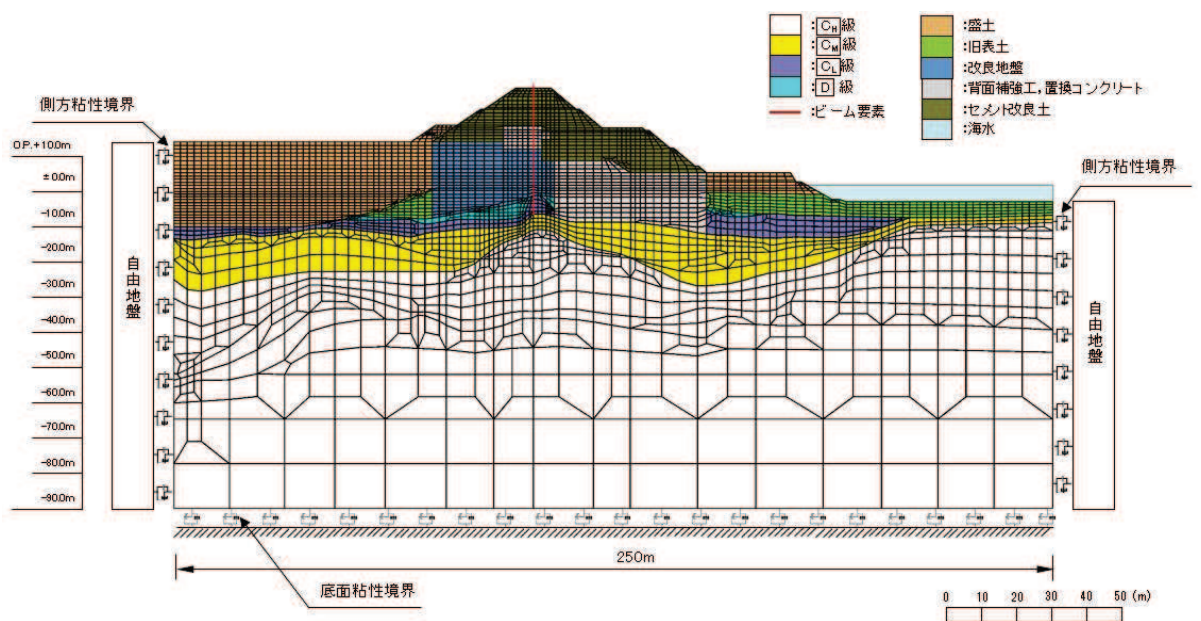 :CH級
:CM級
:CL級
:D 級
:ビーム要素
:盛土
:旧表土
:改良地盤
:背面補強工,置換コンクリート
:セメント改良土
:海水
側方粘性境界
側方粘性境界
O.P.+10.0m
±0.0m
-10.0m
-20.0m
-30.0m
-40.0m
-50.0m
-60.0m
-70.0m
-80.0m
-90.0m
自由地盤
自由地盤
250m
底面粘性境界
0 10 20 30 40 50 (m)